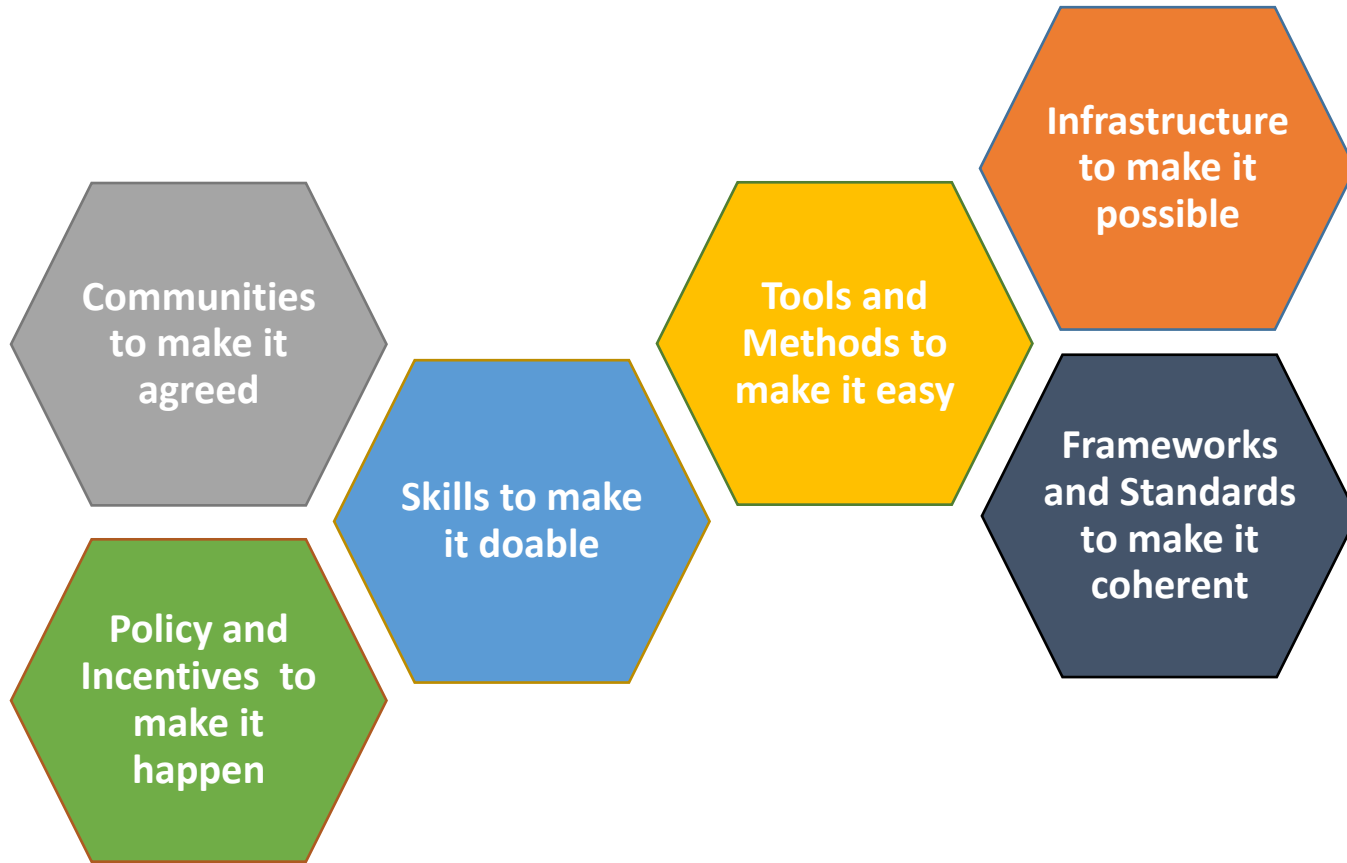 Communities
to make it
agreed
Policy and
Incentives  to
make it
happen
Skills to make
it doable
Tools and
Methods to
make it easy
Infrastructure
to make it
possible
Frameworks
and Standards
to make it
coherent